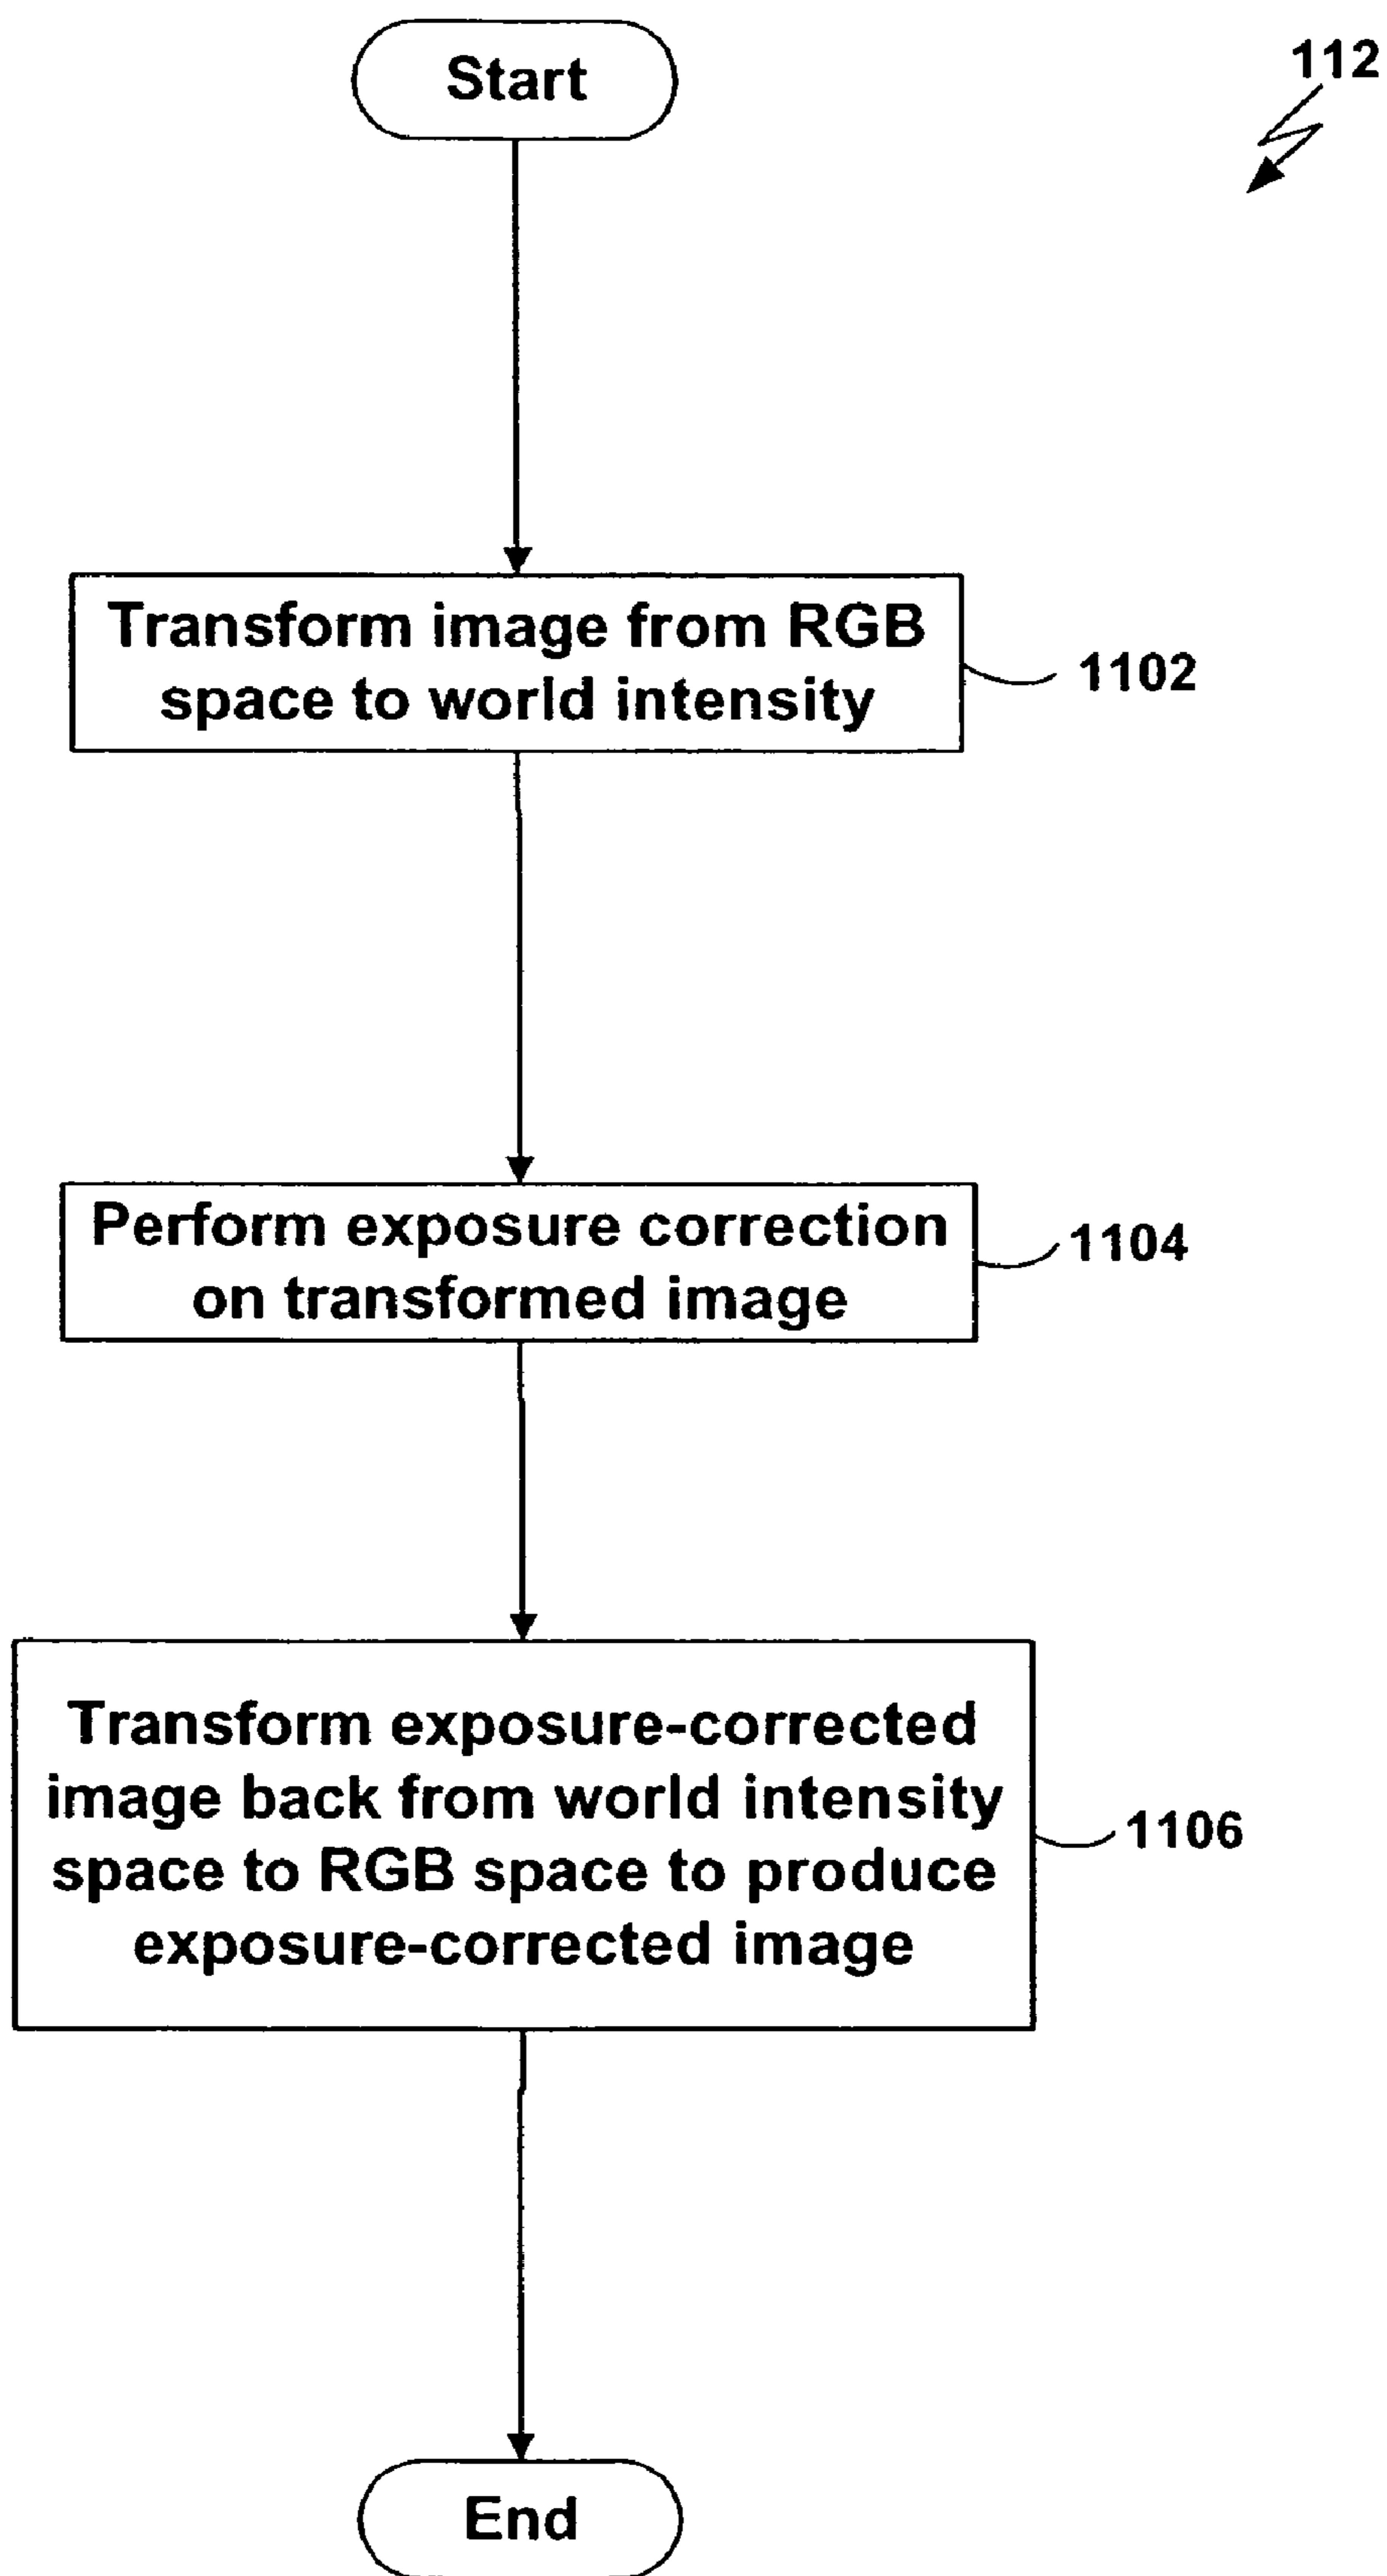 Start
112
Transform image from RGB
space to world intensity
1102
Perform exposure correction
on transformed image
1104
Transform exposure-corrected
image back from world intensity
space to RGB space to produce
exposure-corrected image
1106
End